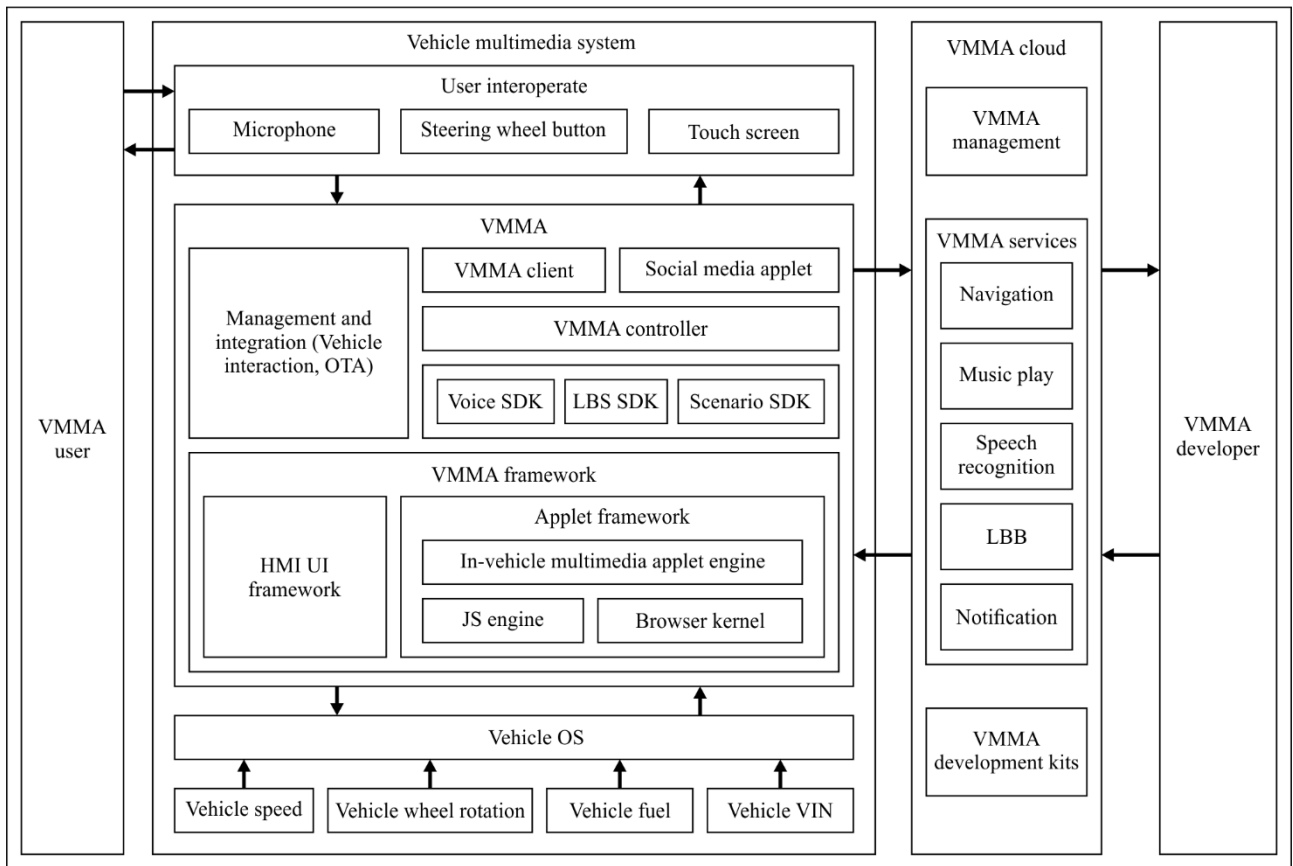 VMMA
user
Vehicle multimedia system
User interoperate
Microphone
Steering wheel button
Touch screen
VMMA
Management and
integration (Vehicle
interaction, OTA)
VMMA client
Social media applet
VMMA controller
Voice SDK
LBS SDK
Scenario SDK
VMMA framework
HMI UI
framework
Applet framework
In-vehicle multimedia applet engine
JS engine
Browser kernel
Vehicle OS
Vehicle speed
Vehicle wheel rotation
Vehicle fuel
Vehicle VIN
VMMA cloud
VMMA
management
VMMA services
Navigation
Music play
Speech
recognition
LBB
Notification
VMMA
development kits
VMMA
developer